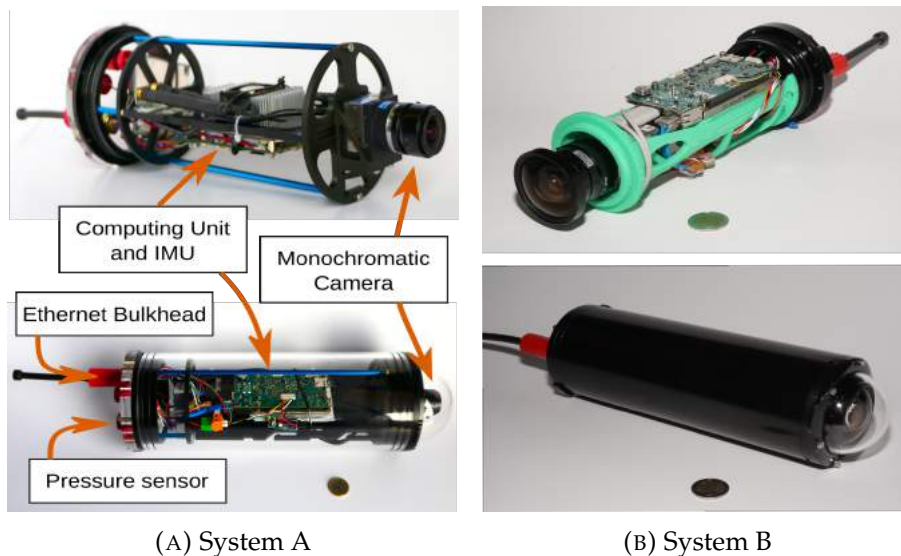 Computing Unit
and IMU
Monochromatic
Camera
Ethernet Bulkhead
Pressure sensor
(A) System A
(B) System B